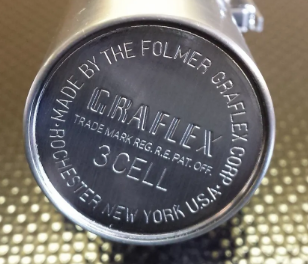 MADE BY THE FOLMER GRAFLEX CORP.
GRAFLEX
TRADE MARK REG. R.E. PAT. OFF.
3 CELL
ROCHESTER NEW YORK U.S.A.